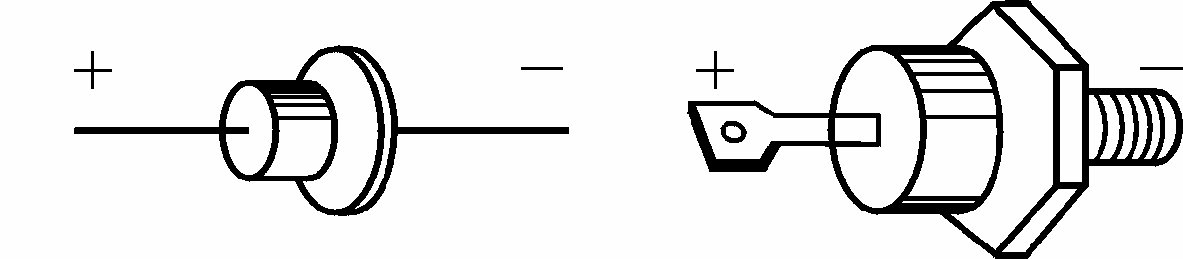 + − + −